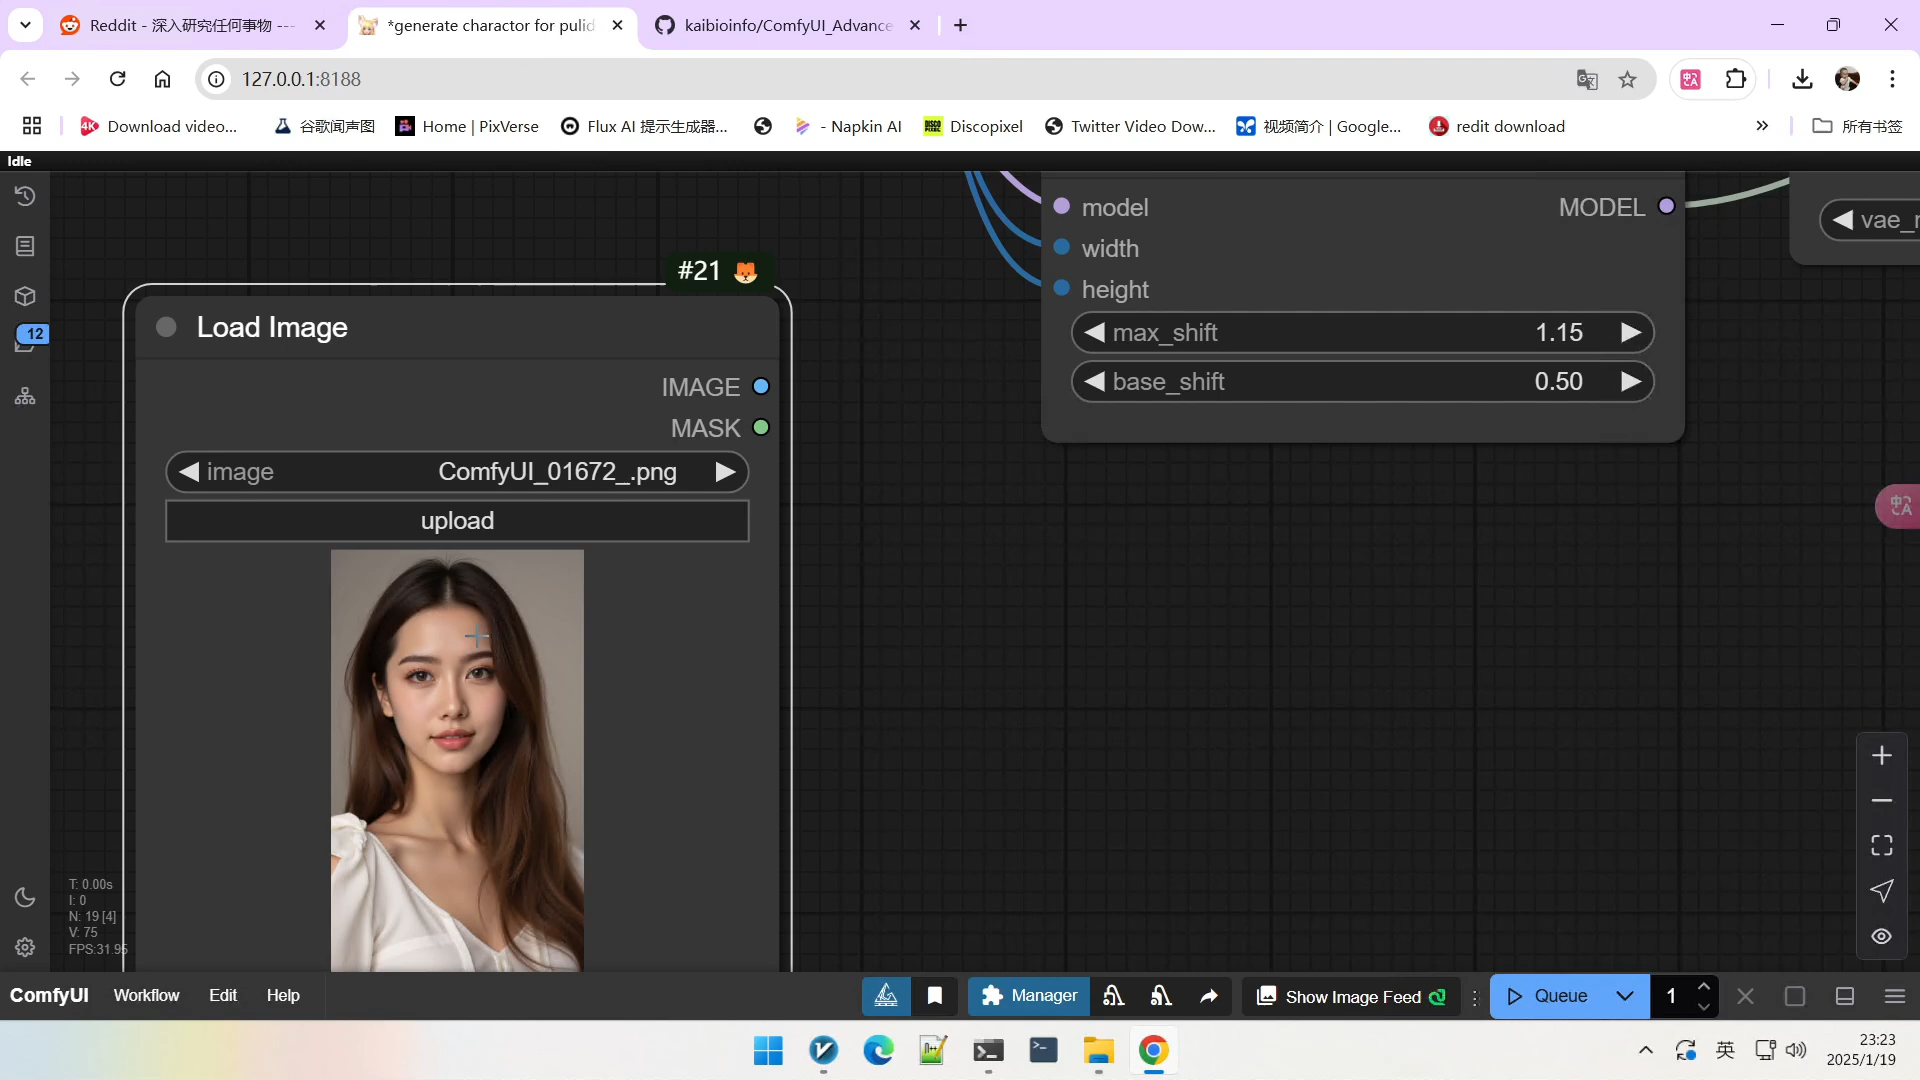 Reddit - 深入研究任何事物 ---
*generate charactor for pulid
kaibioinfo/ComfyUI_Advance
127.0.0.1:8188
4K Download video...
谷歌闻声图
Home | PixVerse
Flux AI 提示生成器...
- Napkin AI
Discopixel
Twitter Video Dow...
视频简介 | Google...
redit download
所有书签
Idle
model
MODEL
vae_r
width
#21
height
12
Load Image
max_shift
1.15
IMAGE
base_shift
0.50
MASK
image
ComfyUI_01672_.png
upload
T: 0.00s
I: 0
N: 19 [4]
V: 75
FPS:31.95
ComfyUI
Workflow
Edit
Help
Manager
Show Image Feed
Queue
1
英
23:23
2025/1/19